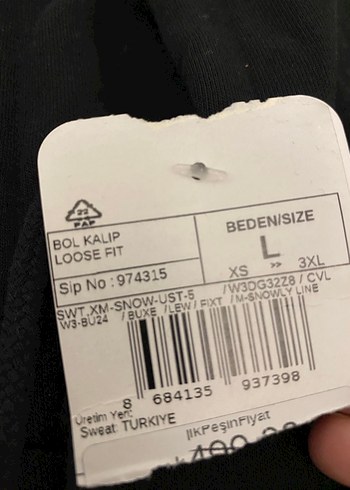 22
PAP
BOL KALIP
LOOSE FIT
Sip No : 974315
BEDEN/SIZE
L
XS >> 3XL
SWT.XM-SNOW-UST-5 /W3DG32Z8 / CVL
W3-BU24 /BUXE /LEW / FIXT /M-SNOWLY LINE
8 684135 937398
Üretim Yeri:
Sweat: TURKIYE
İlkPeşinFiyat